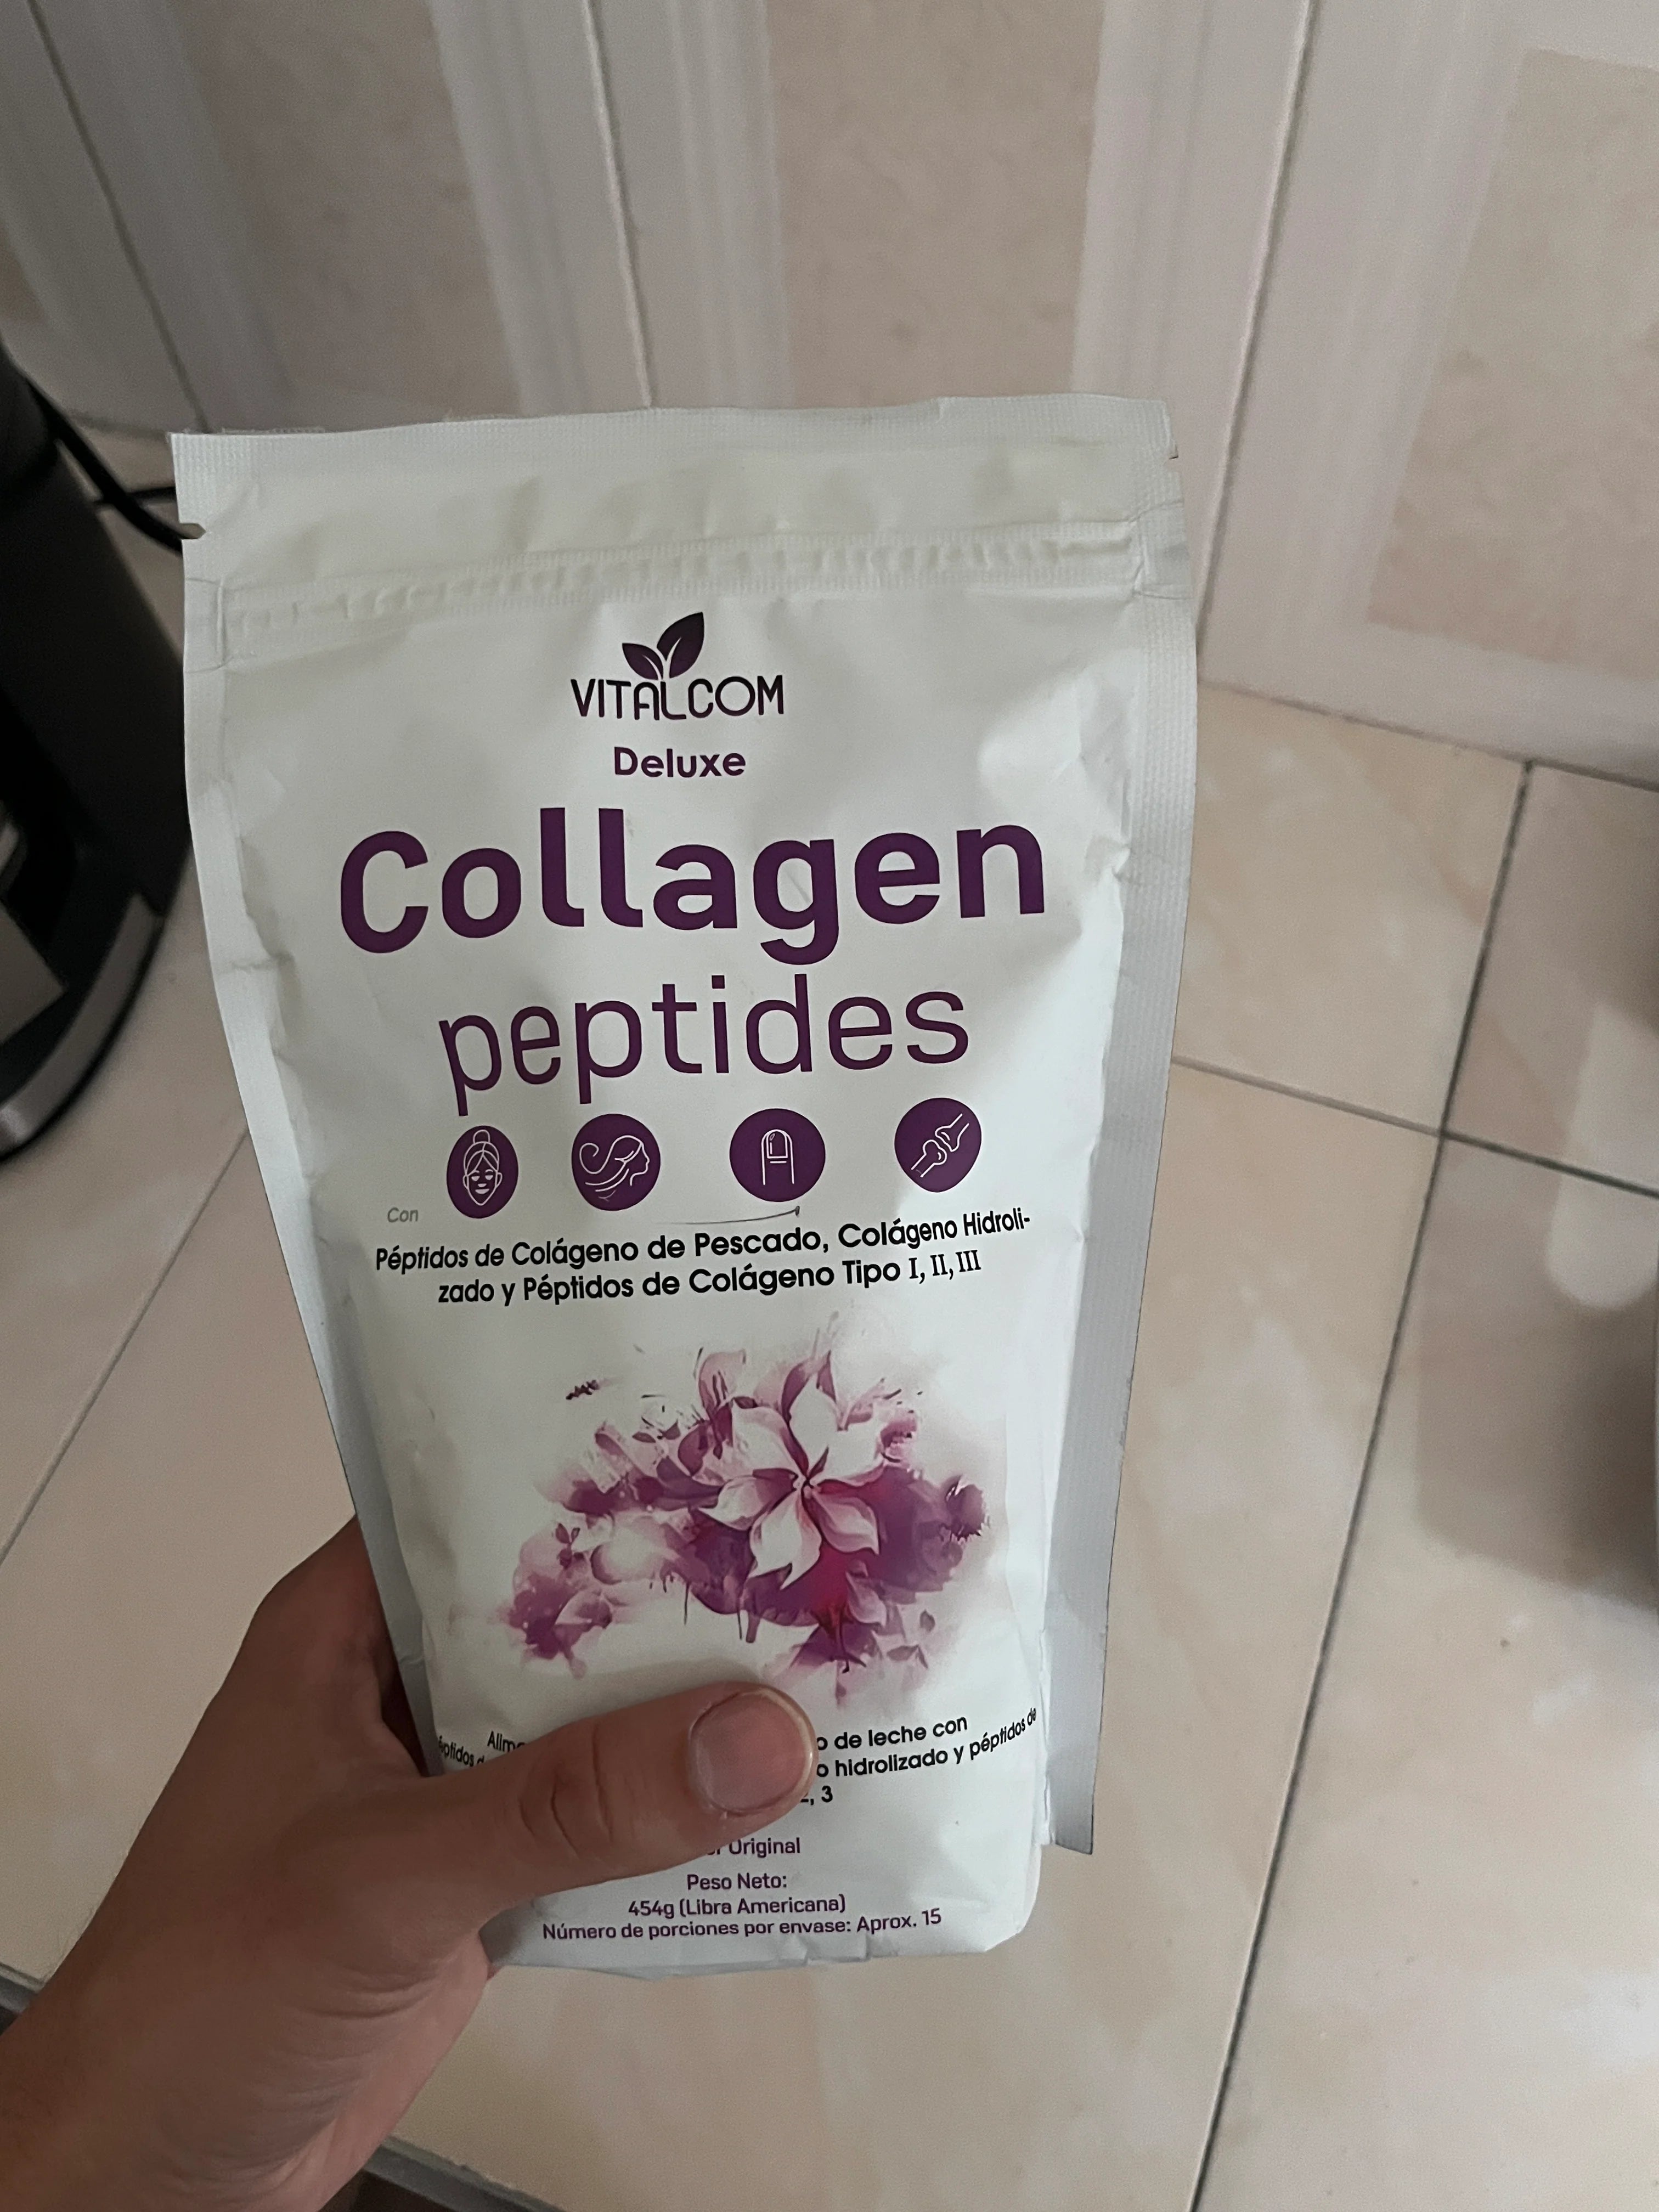 VITALCOM
Deluxe
Collagen
peptides
Con
Péptidos de Colágeno de Pescado, Colágeno Hidroli-
zado y Péptidos de Colágeno Tipo I, II, III
de leche con
hidrolizado y péptidos de
3
Original
Peso Neto:
454g (Libra Americana)
Número de porciones por envase: Aprox. 15